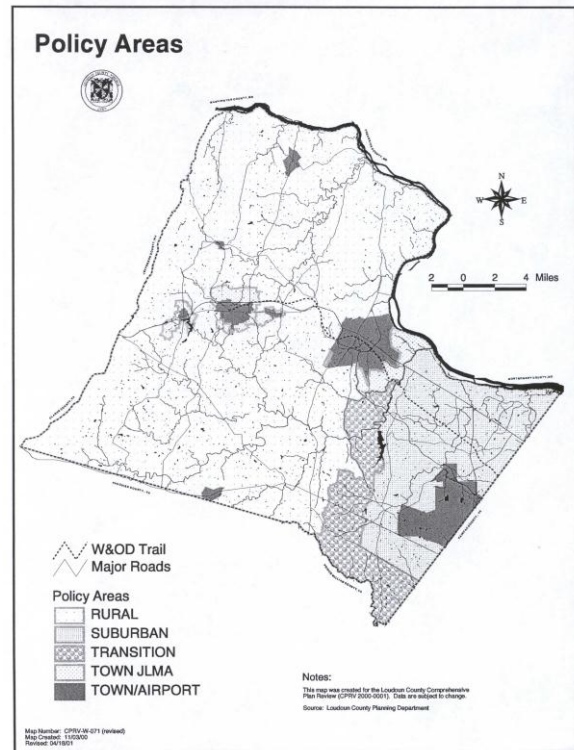 Policy Areas
N
W
E
S
2 0 2 4 Miles
W&OD Trail
Major Roads
Policy Areas
RURAL
SUBURBAN
TRANSITION
TOWN JLMA
TOWN/AIRPORT
Notes:
This map was created for the Loudoun County Comprehensive
Plan Review (CPRV 2000-0001). Data are subject to change.
Source: Loudoun County Planning Department
Map Number: CPRV-W-071 (revised)
Map Created: 11/03/00
Revised: 04/18/01